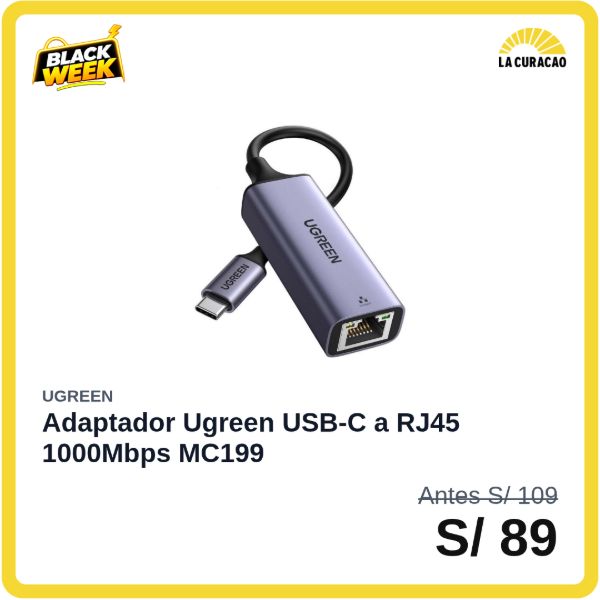 BLACK
WEEK
LA CURACAO
UGREEN
UGREEN
UGREEN
Adaptador Ugreen USB-C a RJ45
1000Mbps MC199
Antes S/ 109
S/ 89